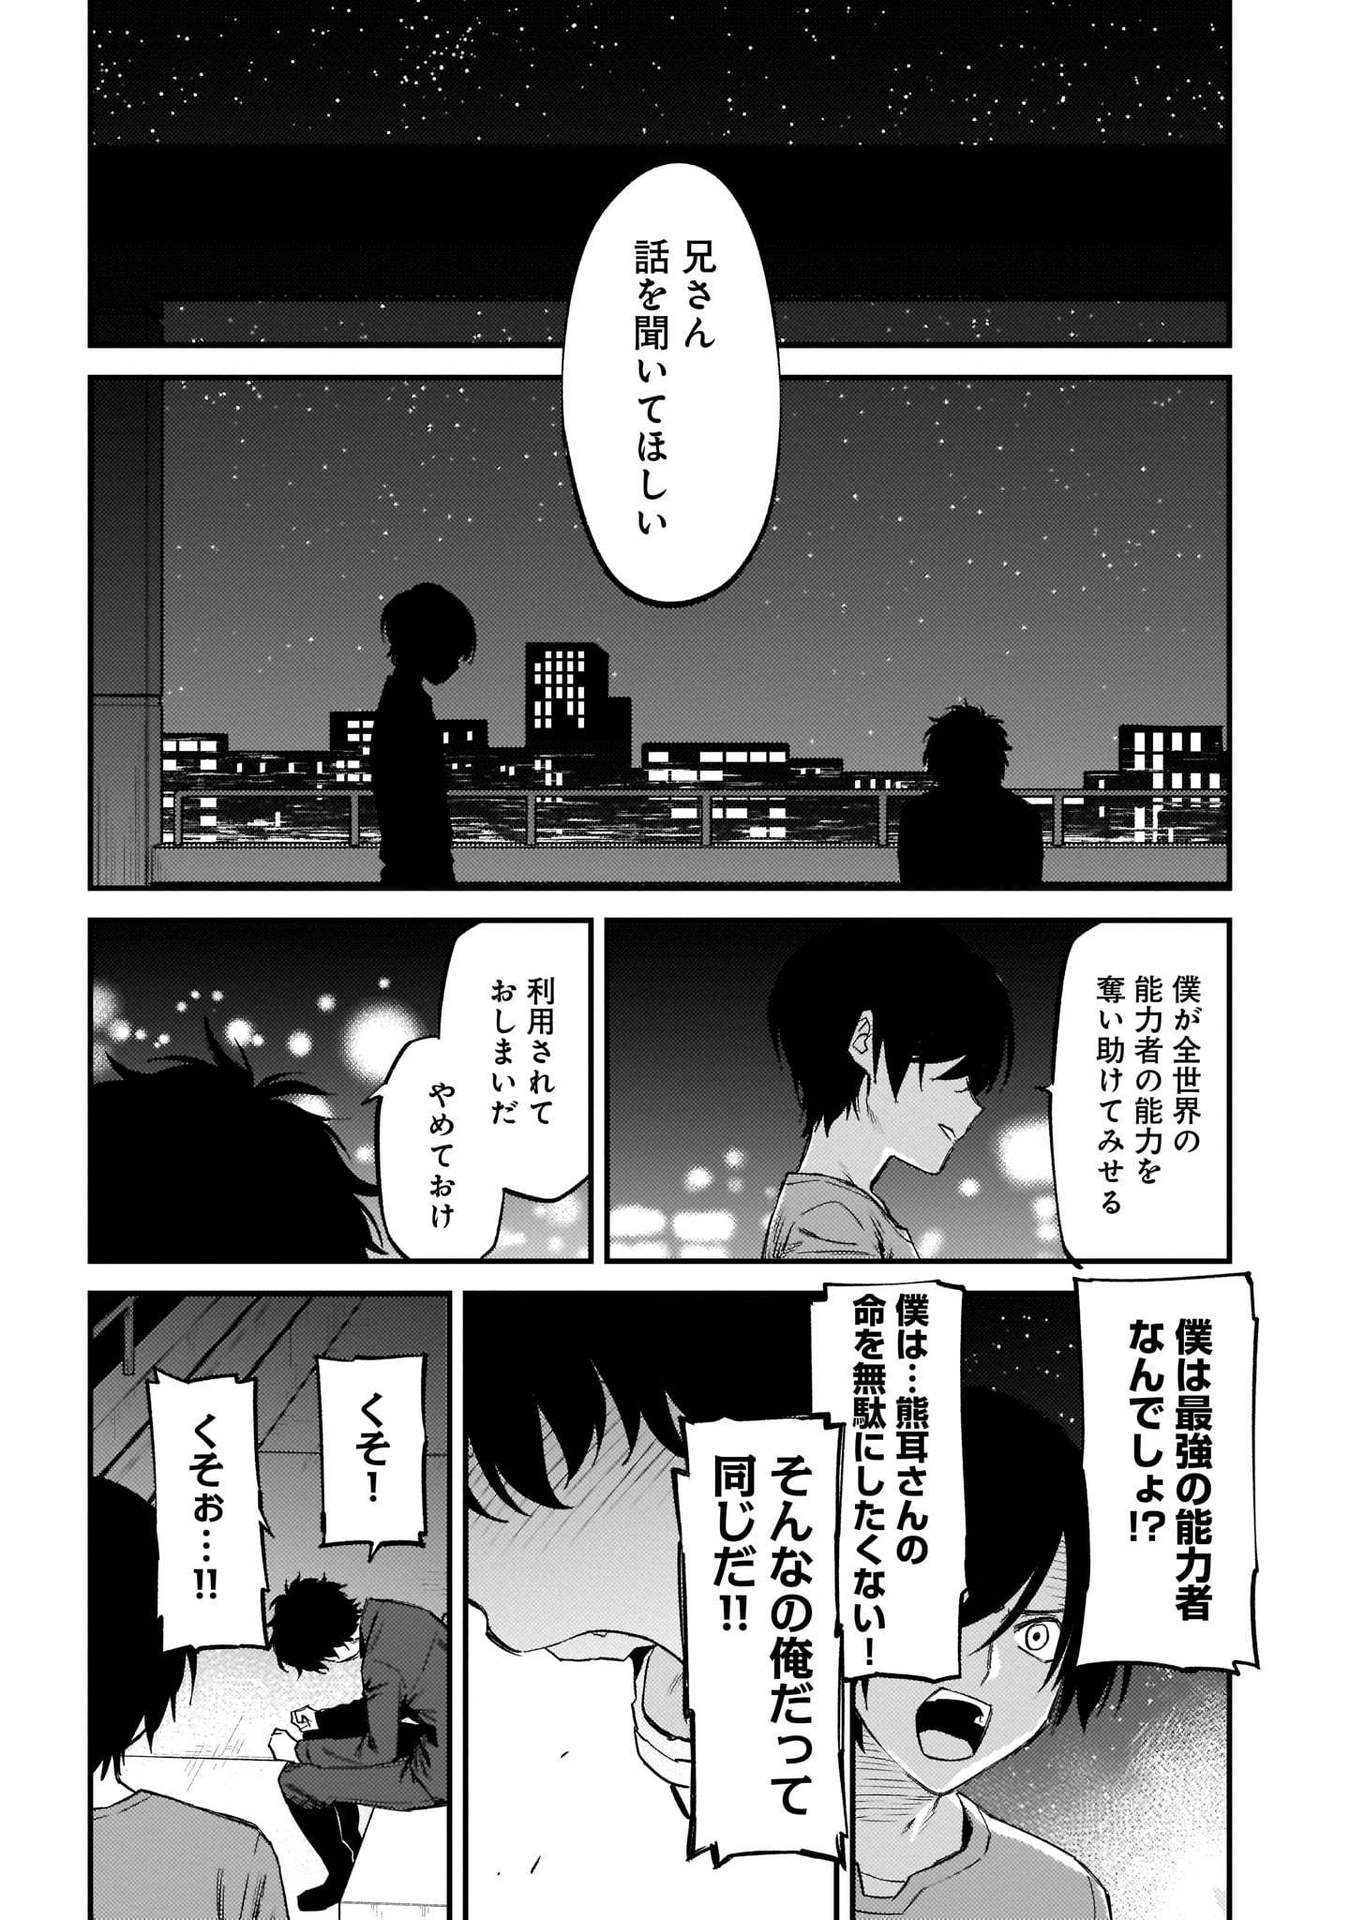 兄さん
話を聞いてほしい
僕が全世界の
能力者の能力を
奪い助けてみせる
利用されて
おしまいだ
やめておけ
僕は最強の能力者
なんでしょ!?
僕は…熊耳さんの
命を無駄にしたくない！
そんなの俺だって
同じだ!!
くそ！
くそぉ…!!